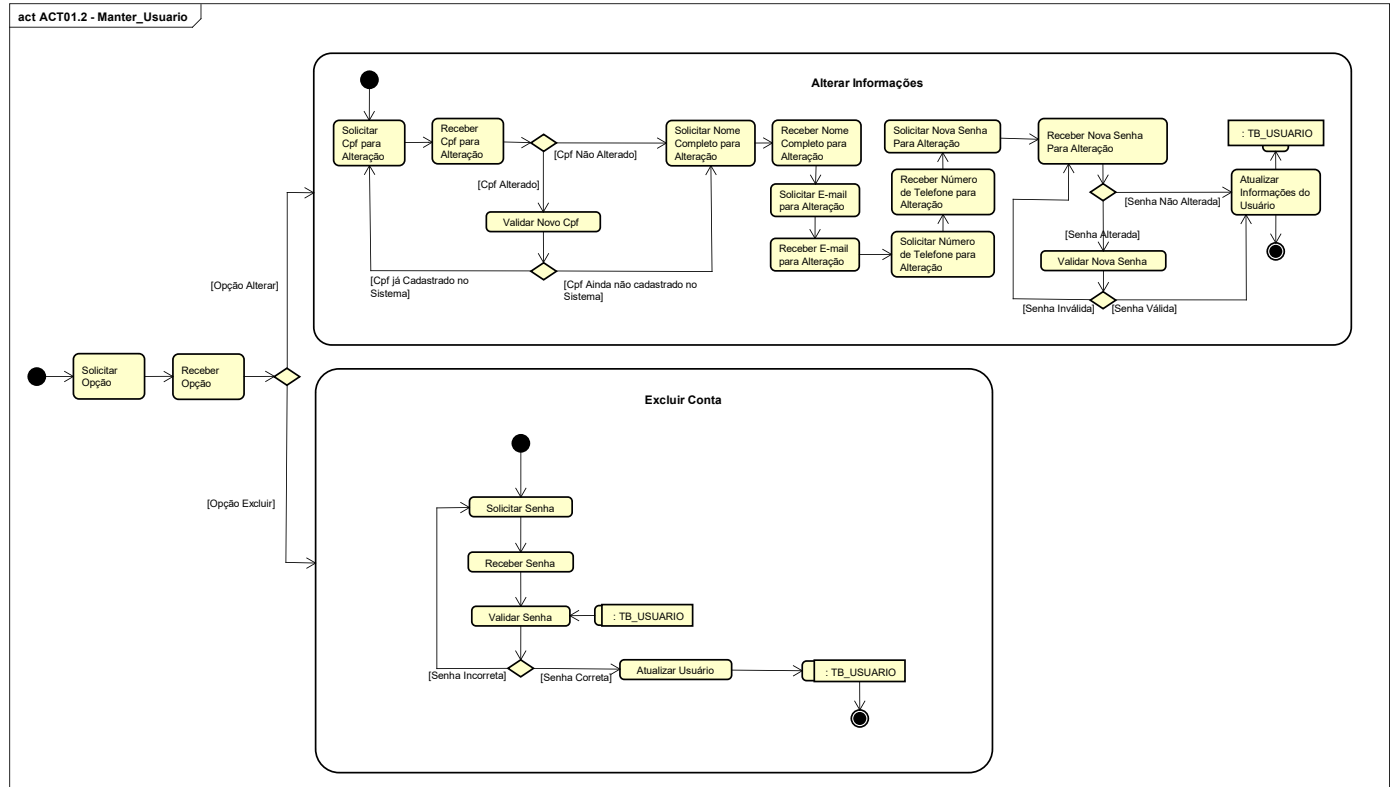 act ACT01.2 - Manter_Usuario
Alterar Informações
Solicitar
Cpf para
Alteração
Receber
Cpf para
Alteração
[Cpf Não Alterado]
[Cpf Alterado]
Validar Novo Cpf
[Cpf já Cadastrado no
Sistema]
[Cpf Ainda não cadastrado no
Sistema]
Solicitar Nome
Completo para
Alteração
Receber Nome
Completo para
Alteração
Solicitar E-mail
para Alteração
Receber E-mail
para Alteração
Solicitar Número
de Telefone para
Alteração
Receber Número
de Telefone para
Alteração
Solicitar Nova Senha
Para Alteração
Receber Nova Senha
Para Alteração
[Senha Não Alterada]
[Senha Alterada]
Validar Nova Senha
[Senha Inválida]
[Senha Válida]
: TB_USUARIO
Atualizar
Informações do
Usuário
[Opção Alterar]
Solicitar
Opção
Receber
Opção
[Opção Excluir]
Excluir Conta
Solicitar Senha
Receber Senha
Validar Senha
: TB_USUARIO
[Senha Incorreta]
[Senha Correta]
Atualizar Usuário
: TB_USUARIO